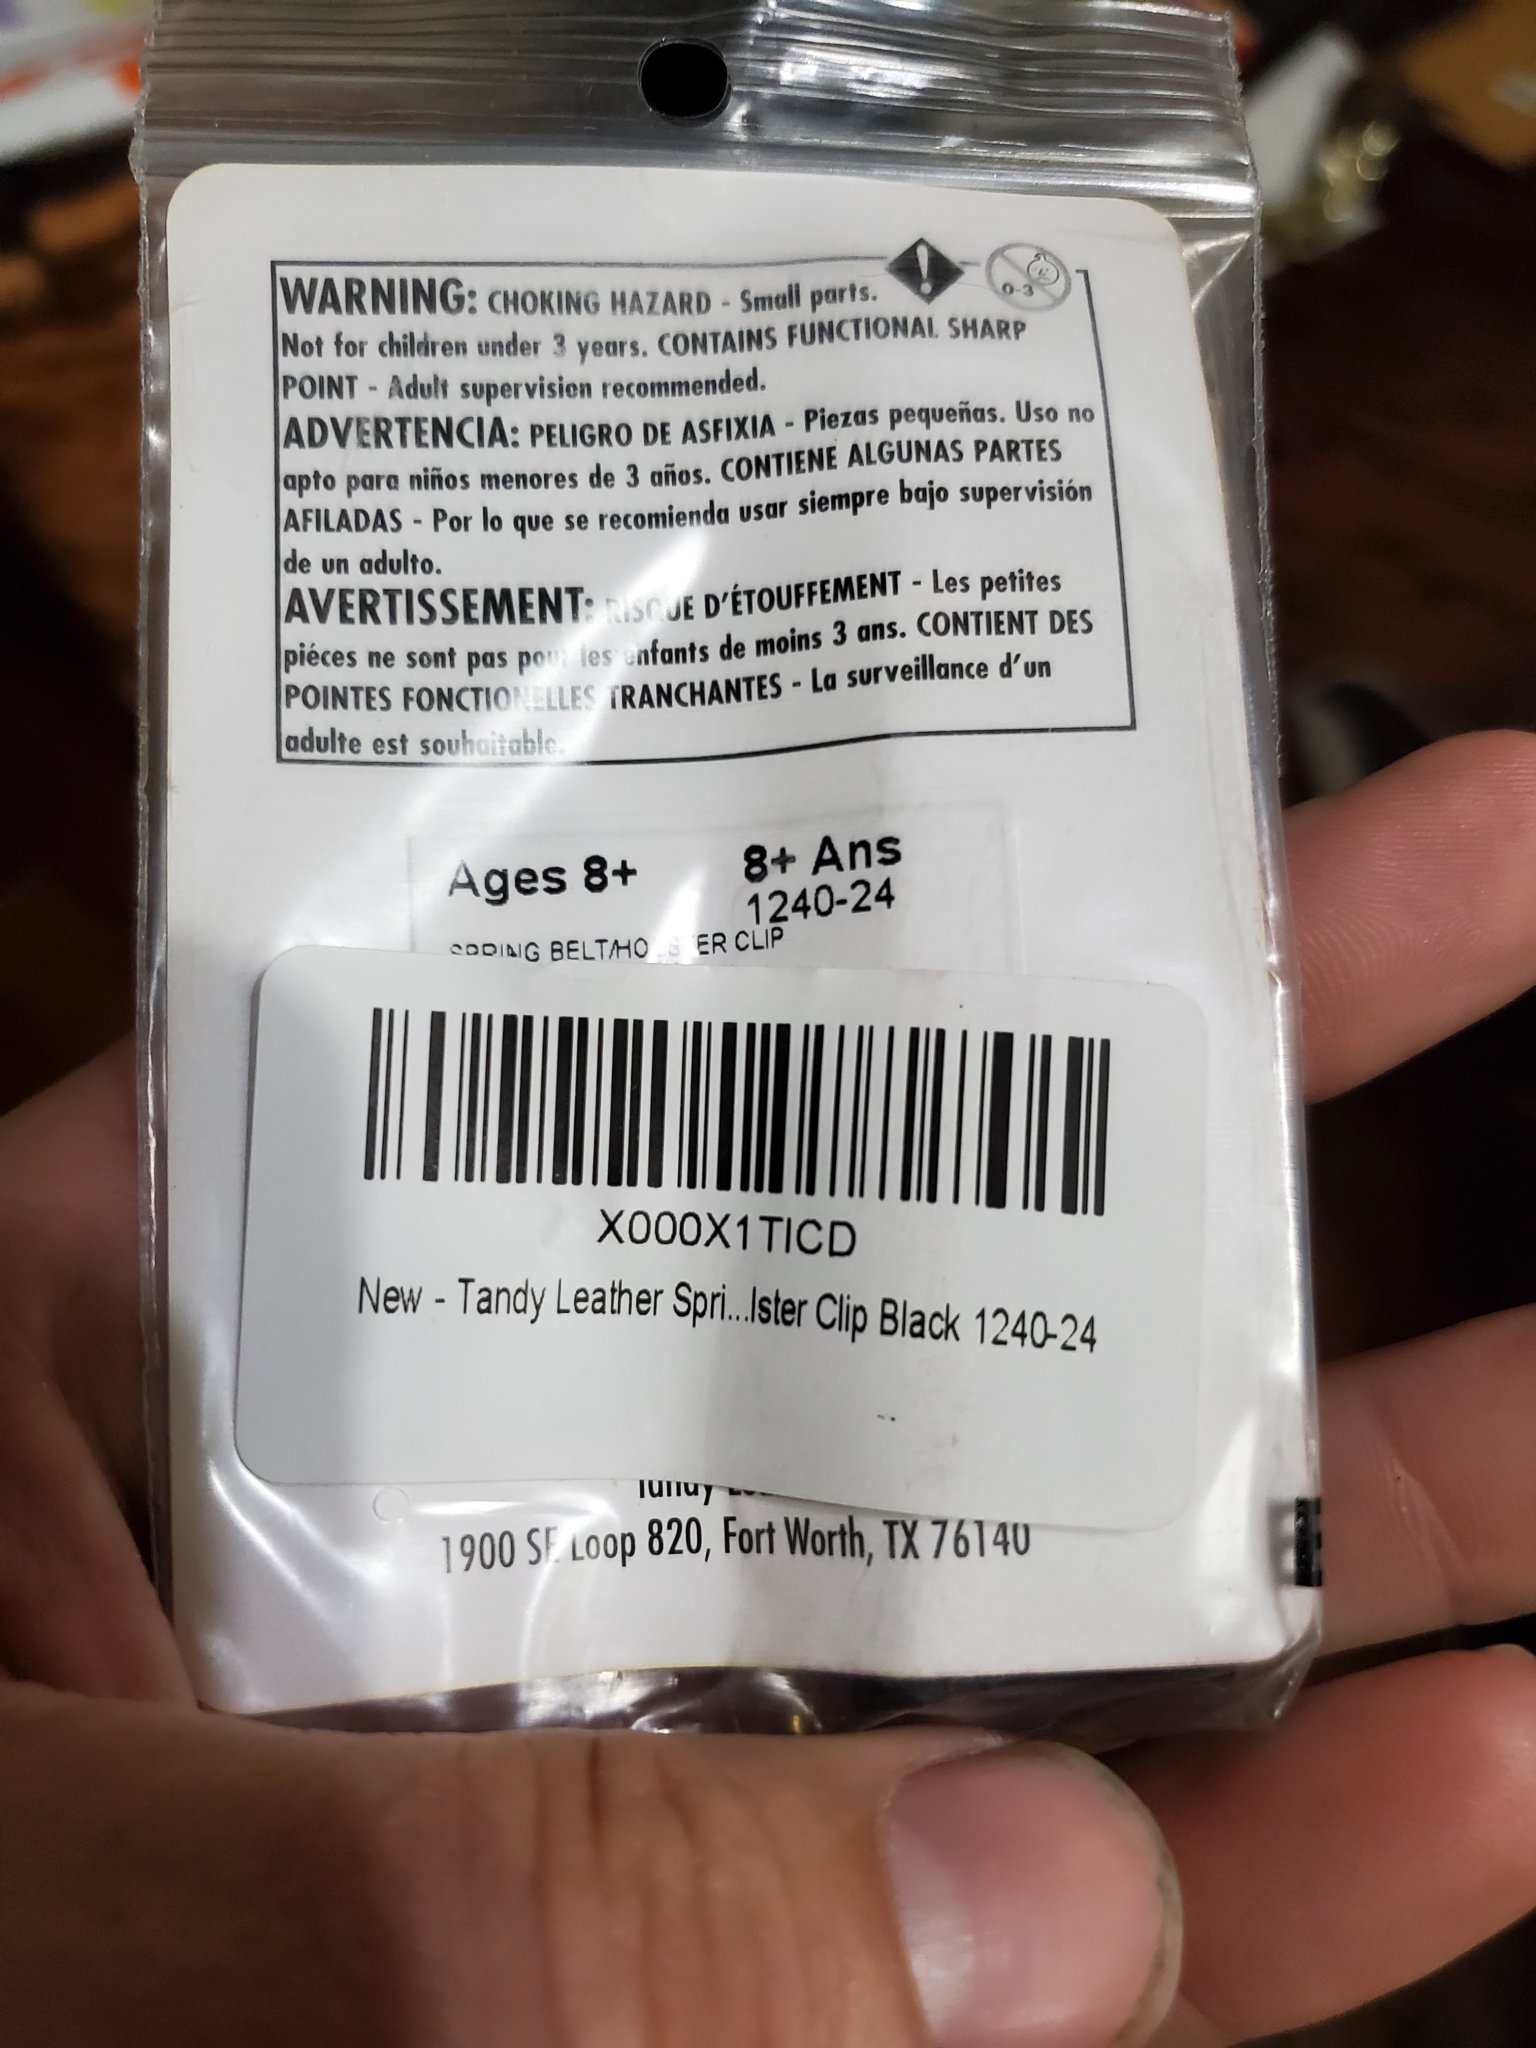 WARNING: CHOKING HAZARD - Small parts.
0-3
Not for children under 3 years. CONTAINS FUNCTIONAL SHARP
POINT - Adult supervision recommended.
ADVERTENCIA: PELIGRO DE ASFIXIA - Piezas pequeñas. Uso no
apto para niños menores de 3 años. CONTIENE ALGUNAS PARTES
AFILADAS - Por lo que se recomienda usar siempre bajo supervisión
de un adulto.
AVERTISSEMENT: RISQUE D'ÉTOUFFEMENT - Les petites
piéces ne sont pas pour les enfants de moins 3 ans. CONTIENT DES
POINTES FONCTIONELLES TRANCHANTES - La surveillance d'un
adulte est souhaitable.
Ages 8+ 8+ Ans
1240-24
SPRING BELT/HOLSTER CLIP
X000X1TICD
New - Tandy Leather Spri...lster Clip Black 1240-24
Tandy
1900 SE Loop 820, Fort Worth, TX 76140